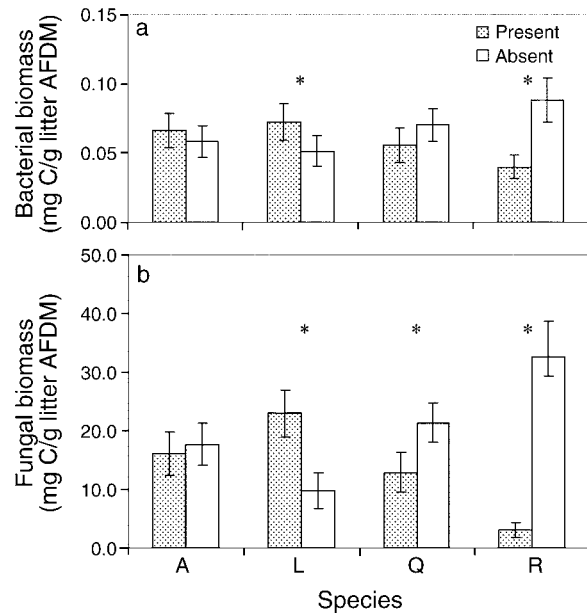 a
Present
Absent
Bacterial biomass
(mg C/g litter AFDM)
0.15
0.10
0.05
0.00
*
*
b
Fungal biomass
(mg C/g litter AFDM)
50.0
40.0
30.0
20.0
10.0
0.0
*
*
*
A L Q R
Species